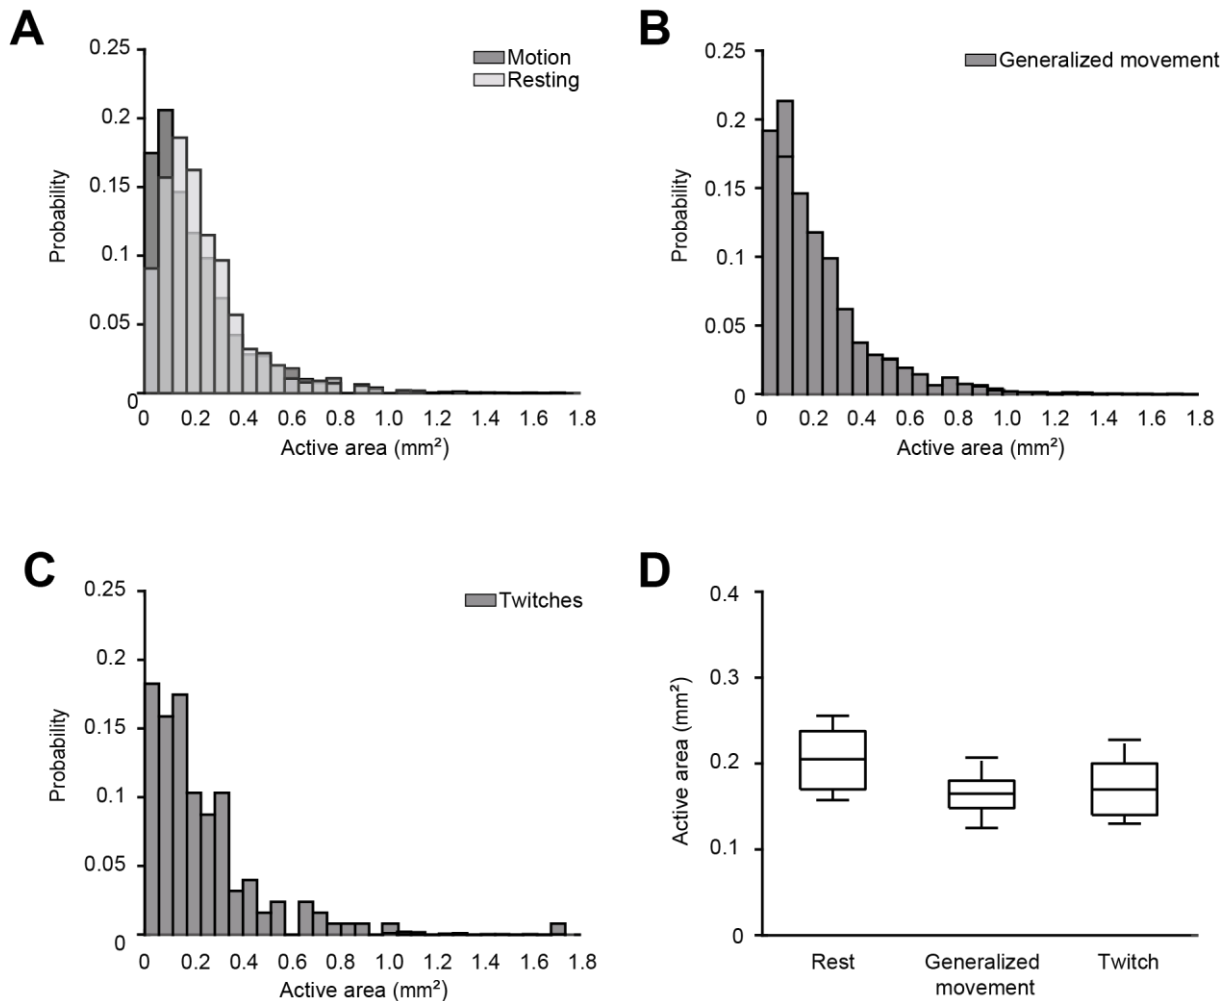 A
0.25
0.2
0.15
0.1
0.05
0
Probability
Motion
Resting
0 0.2 0.4 0.6 0.8 1.0 1.2 1.4 1.6 1.8
Active area (mm²)
B
0.25
0.2
0.15
0.1
0.05
0
Probability
Generalized movement
0 0.2 0.4 0.6 0.8 1.0 1.2 1.4 1.6 1.8
Active area (mm²)
C
0.25
0.2
0.15
0.1
0.05
0
Probability
Twitches
0 0.2 0.4 0.6 0.8 1.0 1.2 1.4 1.6 1.8
Active area (mm²)
D
0.4
0.3
0.2
0.1
0
Active area (mm²)
Rest
Generalized
movement
Twitch